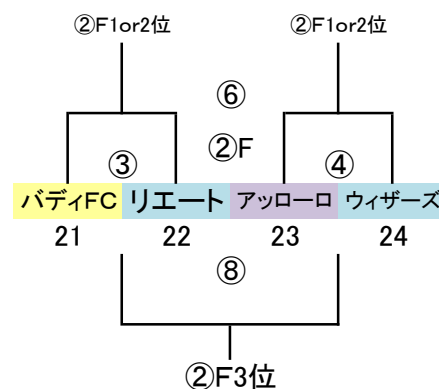 ②F1or2位 ②F1or2位
⑥
②F
③ ④
バディFC リエート アッローロ ウィザーズ
21 22 23 24
⑧
②F3位